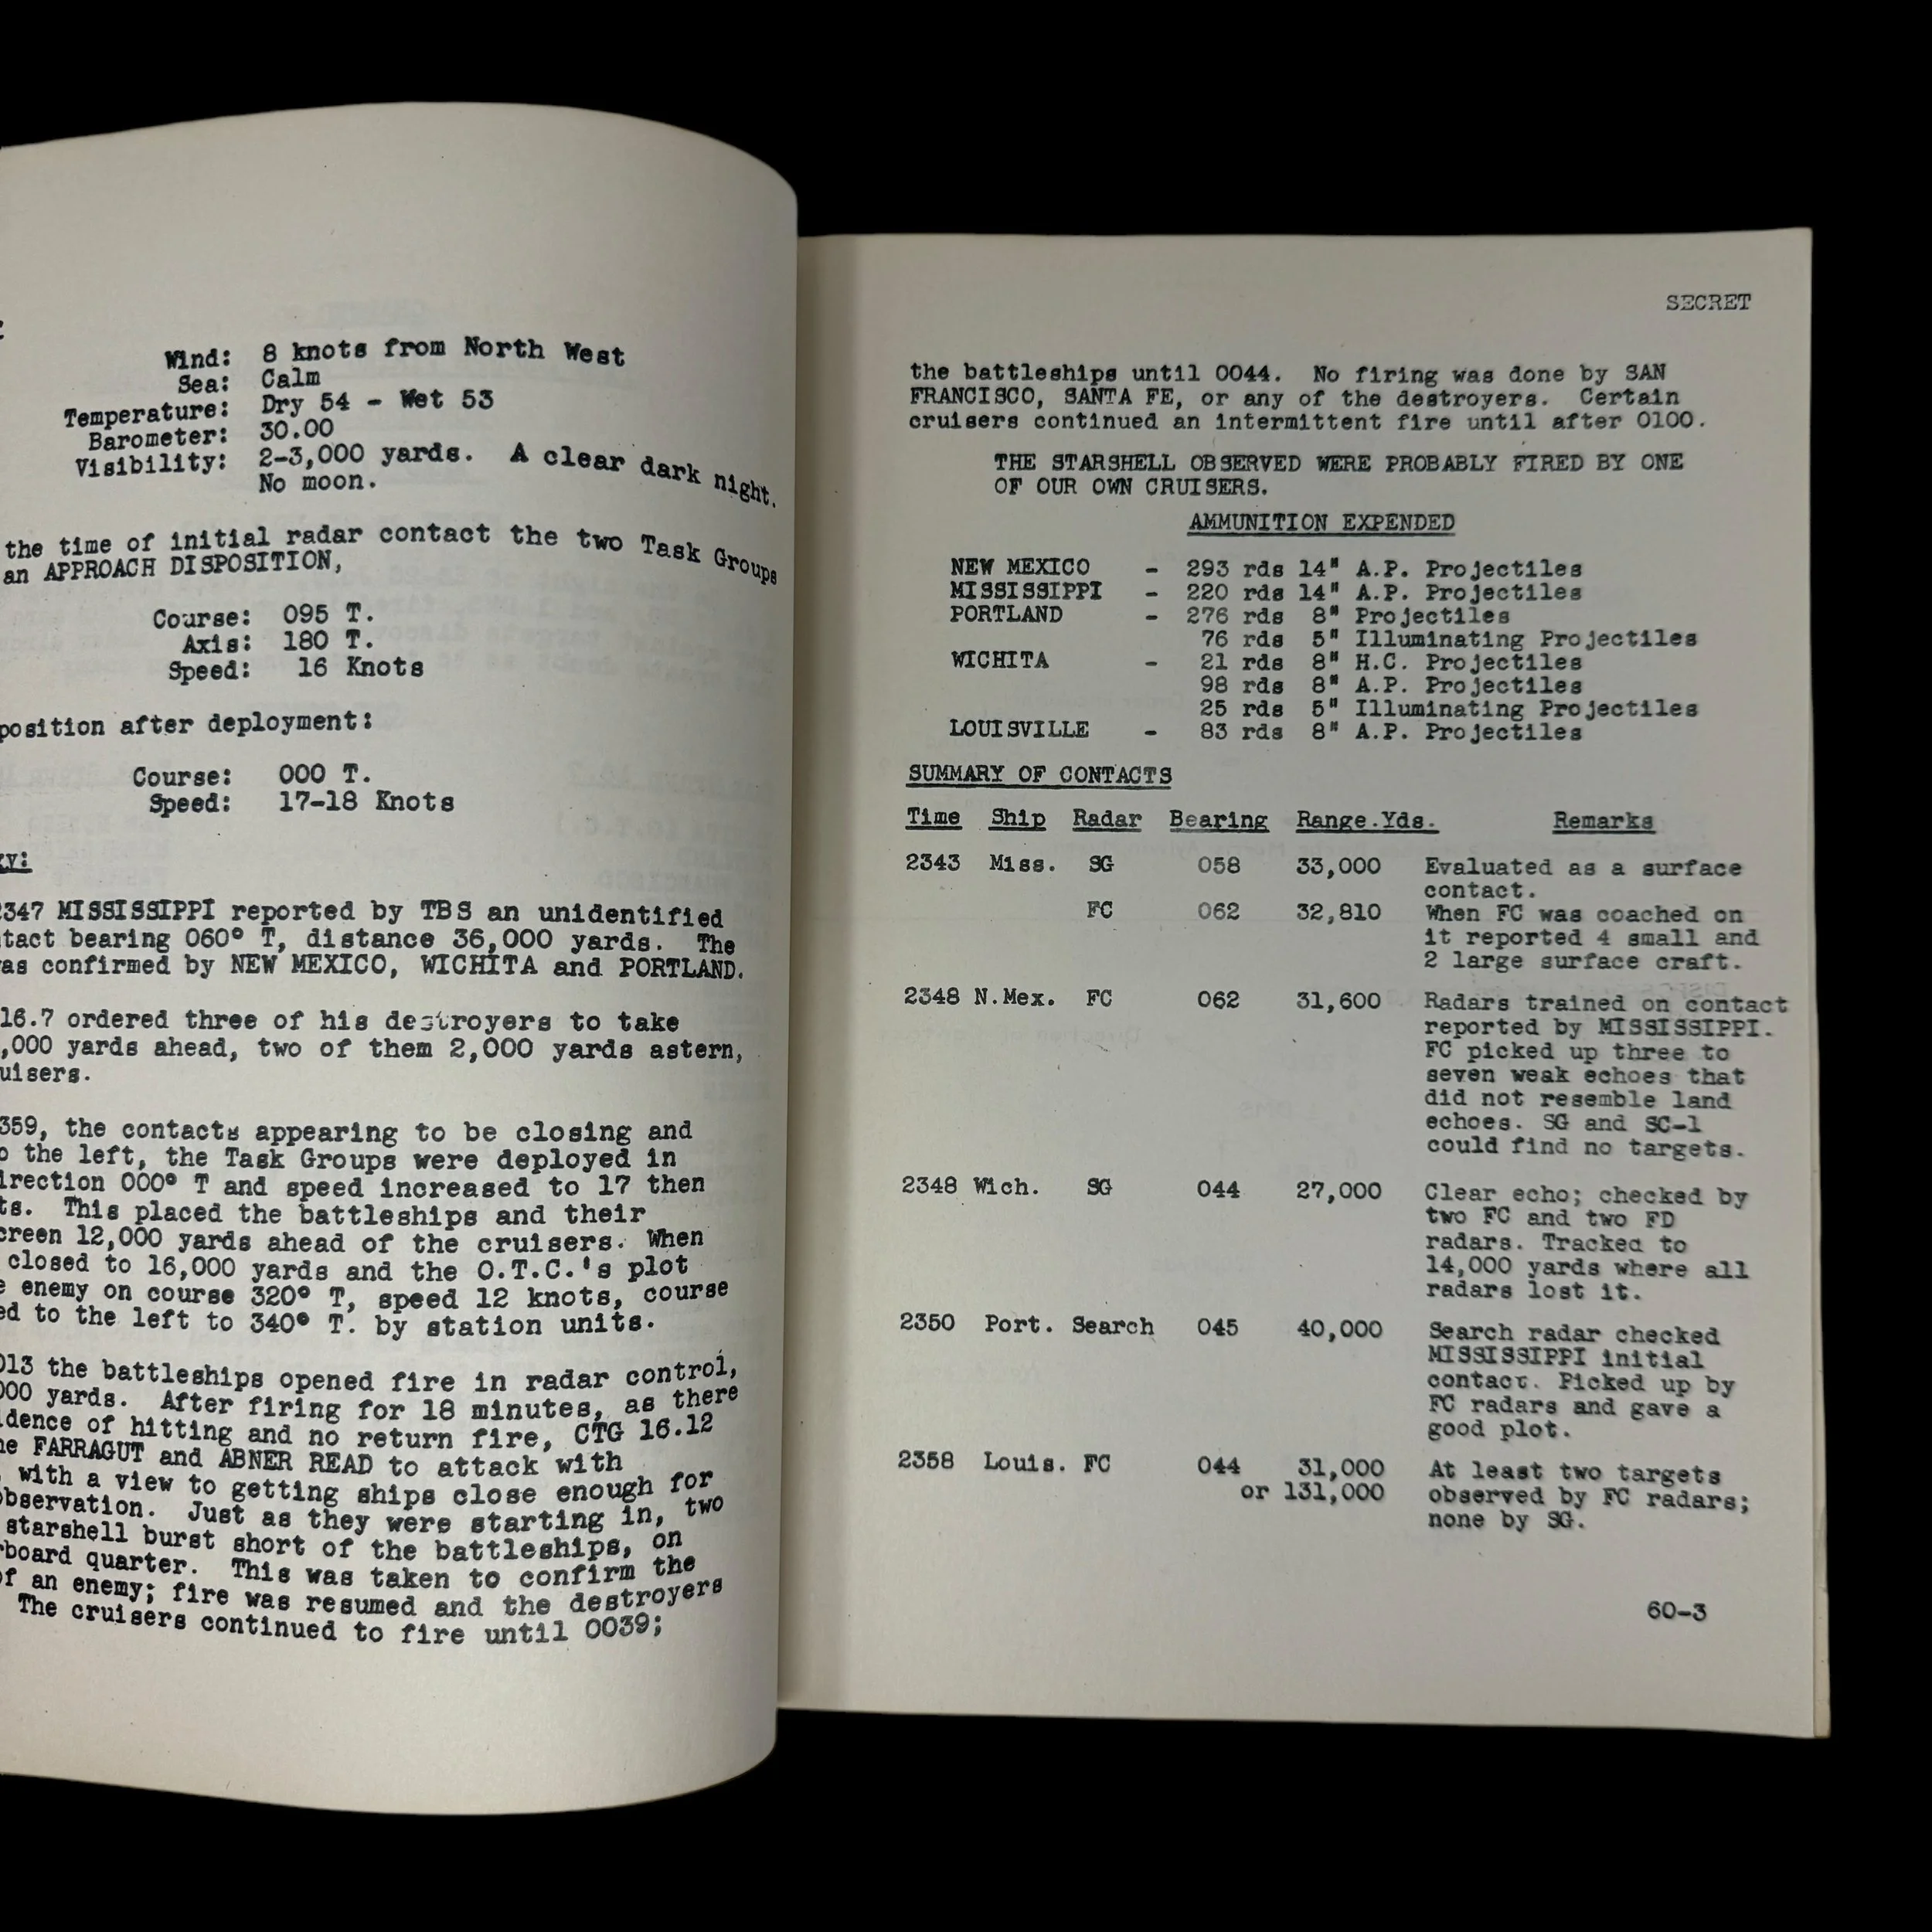 Wind: 8 knots from North West
Sea: Calm
Temperature: Dry 54 - Wet 53
Barometer: 30.00
Visibility: 2-3,000 yards. A clear dark night.
No moon.
the time of initial radar contact the two Task Groups
an APPROACH DISPOSITION,
Course: 095 T.
Axis: 180 T.
Speed: 16 Knots
position after deployment:
Course: 000 T.
Speed: 17-18 Knots
gy:
2347 MISSISSIPPI reported by TBS an unidentified
tact bearing 060° T, distance 36,000 yards. The
was confirmed by NEW MEXICO, WICHITA and PORTLAND.
16.7 ordered three of his destroyers to take
,000 yards ahead, two of them 2,000 yards astern,
uisers.
359, the contacts appearing to be closing and
o the left, the Task Groups were deployed in
irection 000° T and speed increased to 17 then
ts. This placed the battleships and their
creen 12,000 yards ahead of the cruisers. When
closed to 16,000 yards and the O.T.C.'s plot
e enemy on course 320° T, speed 12 knots, course
ed to the left to 340° T. by station units.
013 the battleships opened fire in radar control,
000 yards. After firing for 18 minutes, as there
idence of hitting and no return fire, CTG 16.12
he FARRAGUT and ABNER READ to attack with
, with a view to getting ships close enough for
observation. Just as they were starting in, two
starshell burst short of the battleships, on
rboard quarter. This was taken to confirm the
of an enemy; fire was resumed and the destroyers
The cruisers continued to fire until 0039;
SECRET
the battleships until 0044. No firing was done by SAN
FRANCISCO, SANTA FE, or any of the destroyers. Certain
cruisers continued an intermittent fire until after 0100.
THE STARSHELL OBSERVED WERE PROBABLY FIRED BY ONE
OF OUR OWN CRUISERS.
AMMUNITION EXPENDED
NEW MEXICO - 293 rds 14" A.P. Projectiles
MISSISSIPPI - 220 rds 14" A.P. Projectiles
PORTLAND - 276 rds 8" Projectiles
76 rds 5" Illuminating Projectiles
WICHITA - 21 rds 8" H.C. Projectiles
98 rds 8" A.P. Projectiles
25 rds 5" Illuminating Projectiles
LOUISVILLE - 83 rds 8" A.P. Projectiles
SUMMARY OF CONTACTS
Time Ship Radar Bearing Range.Yds. Remarks
2343 Miss. SG 058 33,000 Evaluated as a surface
contact.
FC 062 32,810 When FC was coached on
it reported 4 small and
2 large surface craft.
2348 N.Mex. FC 062 31,600 Radars trained on contact
reported by MISSISSIPPI.
FC picked up three to
seven weak echoes that
did not resemble land
echoes. SG and SC-1
could find no targets.
2348 Wich. SG 044 27,000 Clear echo; checked by
two FC and two FD
radars. Tracked to
14,000 yards where all
radars lost it.
2350 Port. Search 045 40,000 Search radar checked
MISSISSIPPI initial
contact. Picked up by
FC radars and gave a
good plot.
2358 Louis. FC 044 31,000 At least two targets
or 131,000 observed by FC radars;
none by SG.
60-3